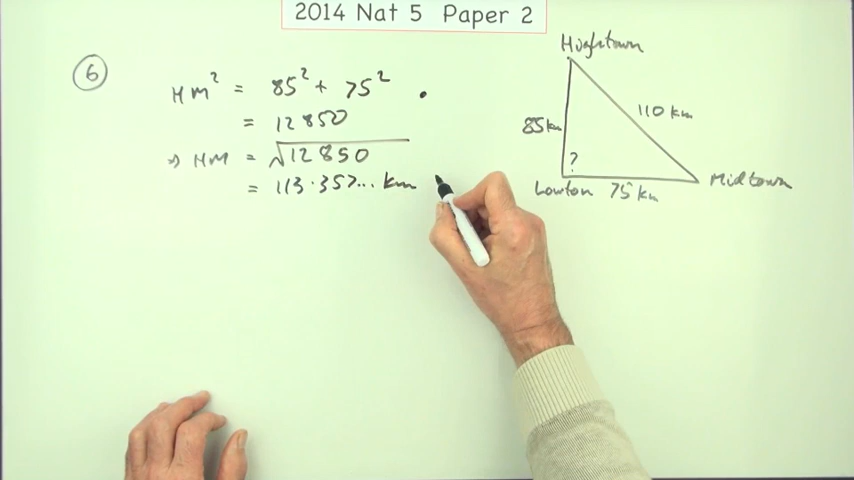 2014 Nat 5 Paper 2
6
HM² = 85² + 75²
= 12850
⇒ HM = √12850
= 113.357... km
Hightown
85km
110 km
?
Lowton 75 km
Midtown